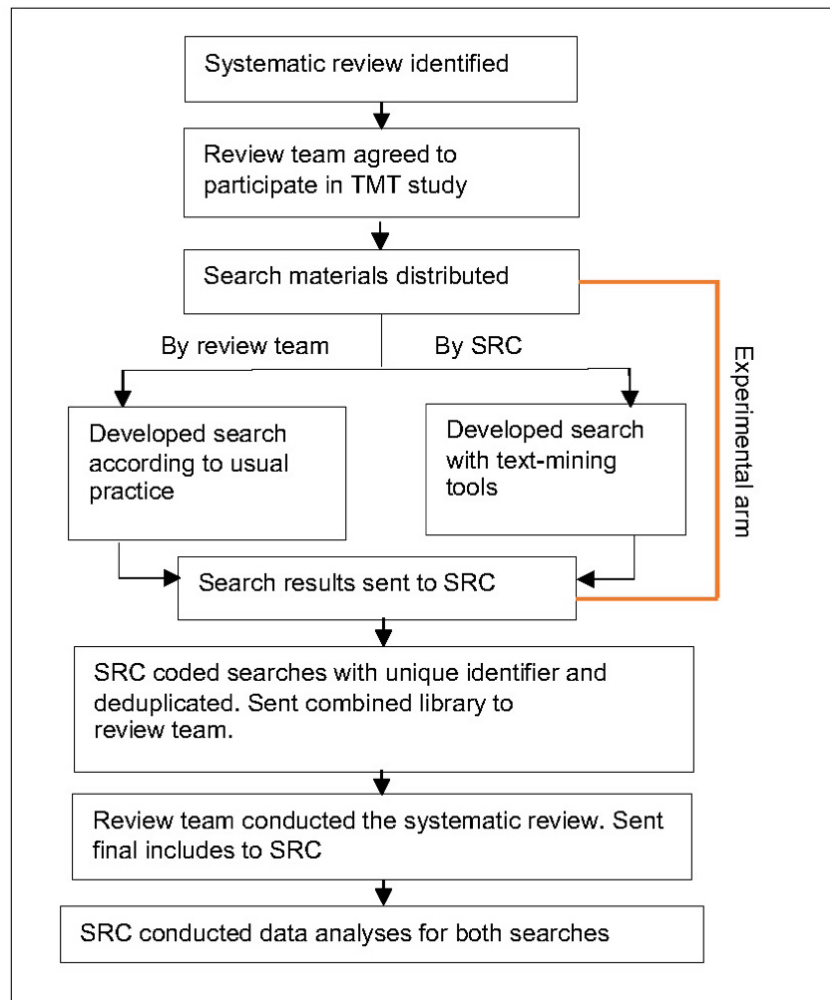 Systematic review identified
Review team agreed to
participate in TMT study
Search materials distributed
By review team
By SRC
Developed search
according to usual
practice
Developed search
with text-mining
tools
Experimental arm
Search results sent to SRC
SRC coded searches with unique identifier and
deduplicated. Sent combined library to
review team.
Review team conducted the systematic review. Sent
final includes to SRC
SRC conducted data analyses for both searches